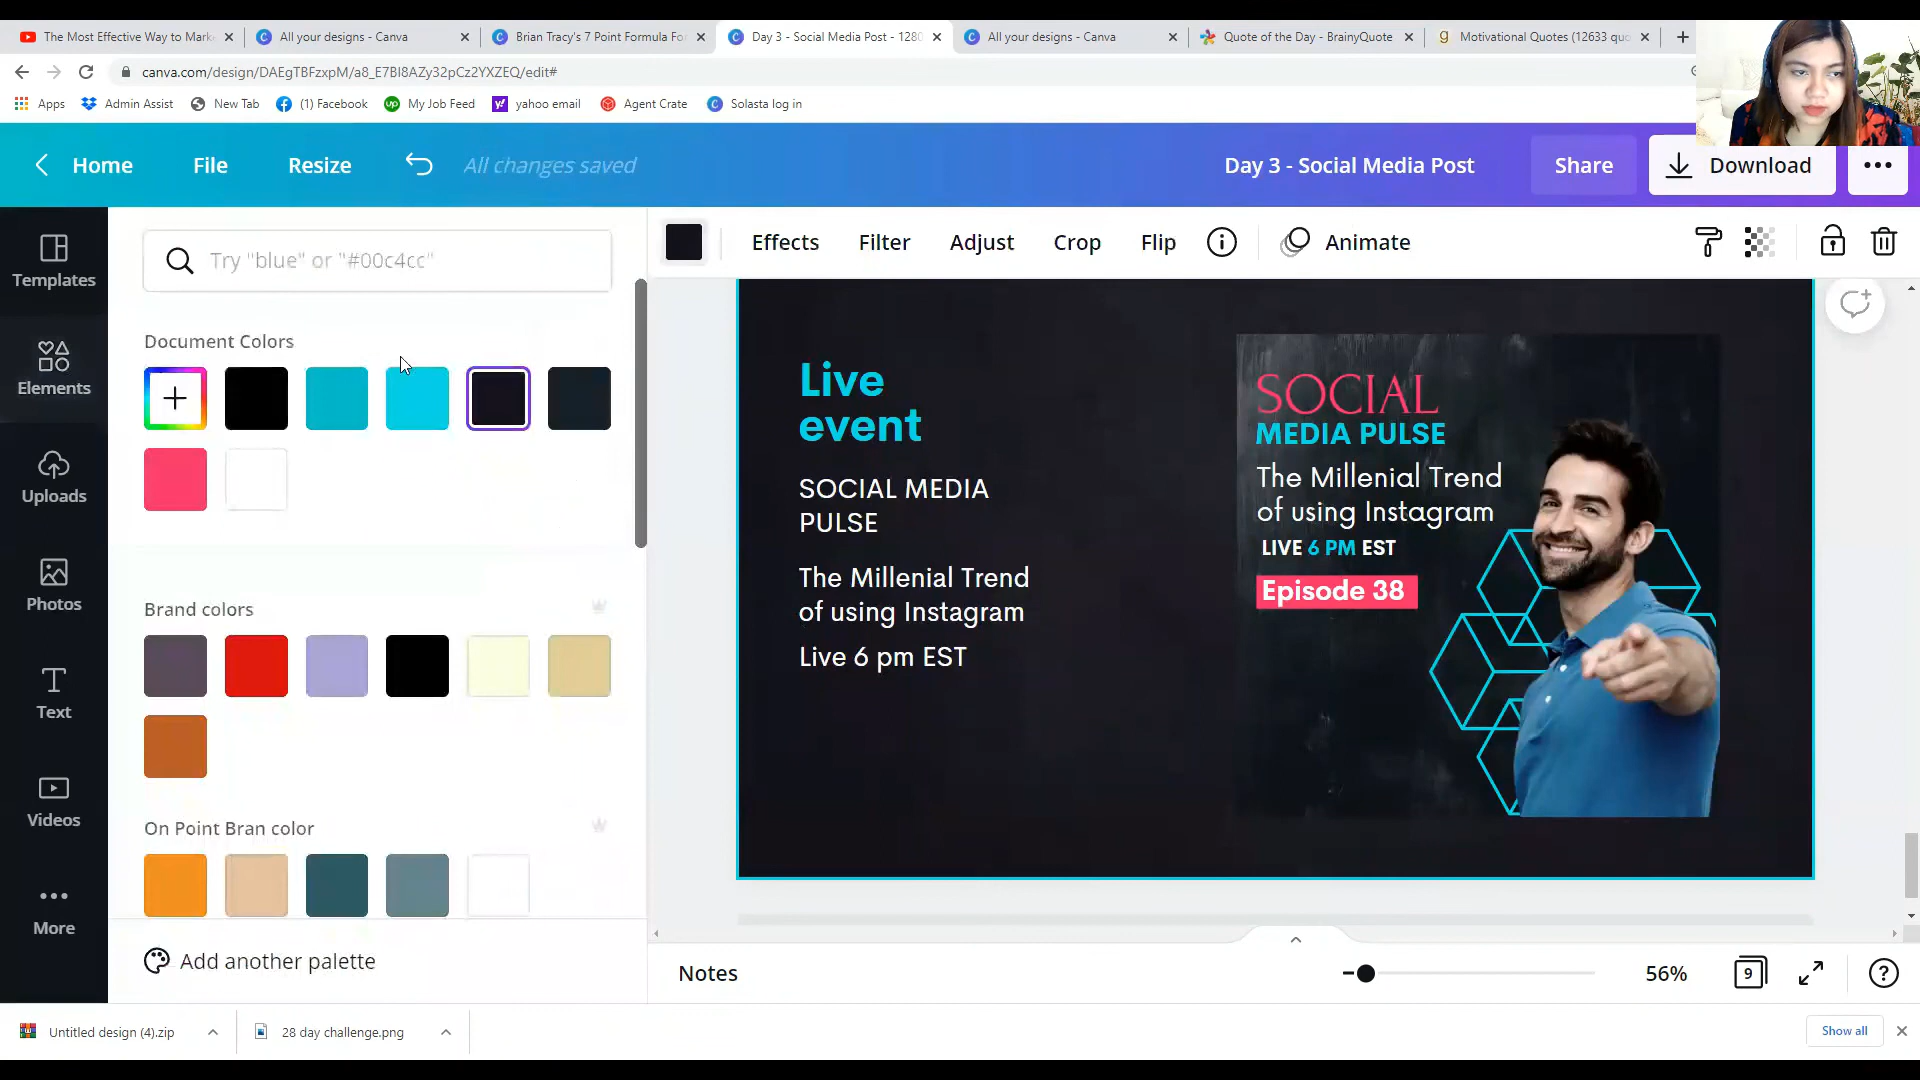 The Most Effective Way to Mark
All your designs - Canva
Brian Tracy's 7 Point Formula Fo
Day 3 - Social Media Post - 1280
All your designs - Canva
Quote of the Day - BrainyQuote
Motivational Quotes (12633 quo
canva.com/design/DAEgTBFzxpM/a8_E7BI8AZy32pCz2YXZEQ/edit#
Apps
Admin Assist
New Tab
(1) Facebook
My Job Feed
yahoo email
Agent Crate
Solasta log in
Home
File
Resize
All changes saved
Day 3 - Social Media Post
Share
Download
Templates
Elements
Uploads
Photos
Text
Videos
More
Try "blue" or "#00c4cc"
Document Colors
Brand colors
On Point Bran color
Add another palette
Effects
Filter
Adjust
Crop
Flip
Animate
Live
event
SOCIAL MEDIA
PULSE
The Millenial Trend
of using Instagram
Live 6 pm EST
SOCIAL
MEDIA PULSE
The Millenial Trend
of using Instagram
LIVE 6 PM EST
Episode 38
Notes
56%
9
Untitled design (4).zip
28 day challenge.png
Show all